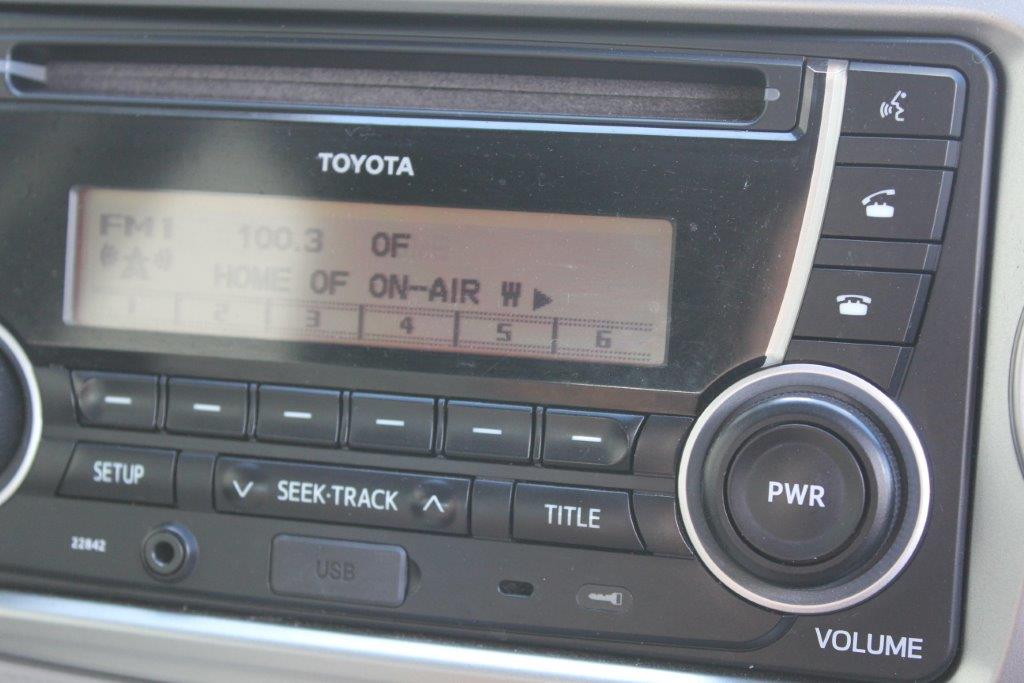 TOYOTA
FM1 100.3 OF
HOME OF ON-AIR W
1 2 3 4 5 6
SETUP SEEK·TRACK TITLE
PWR
22842
USB
VOLUME